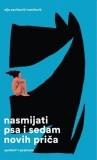 olja savičević ivančević
nasmijati
psa i sedam
novih priča